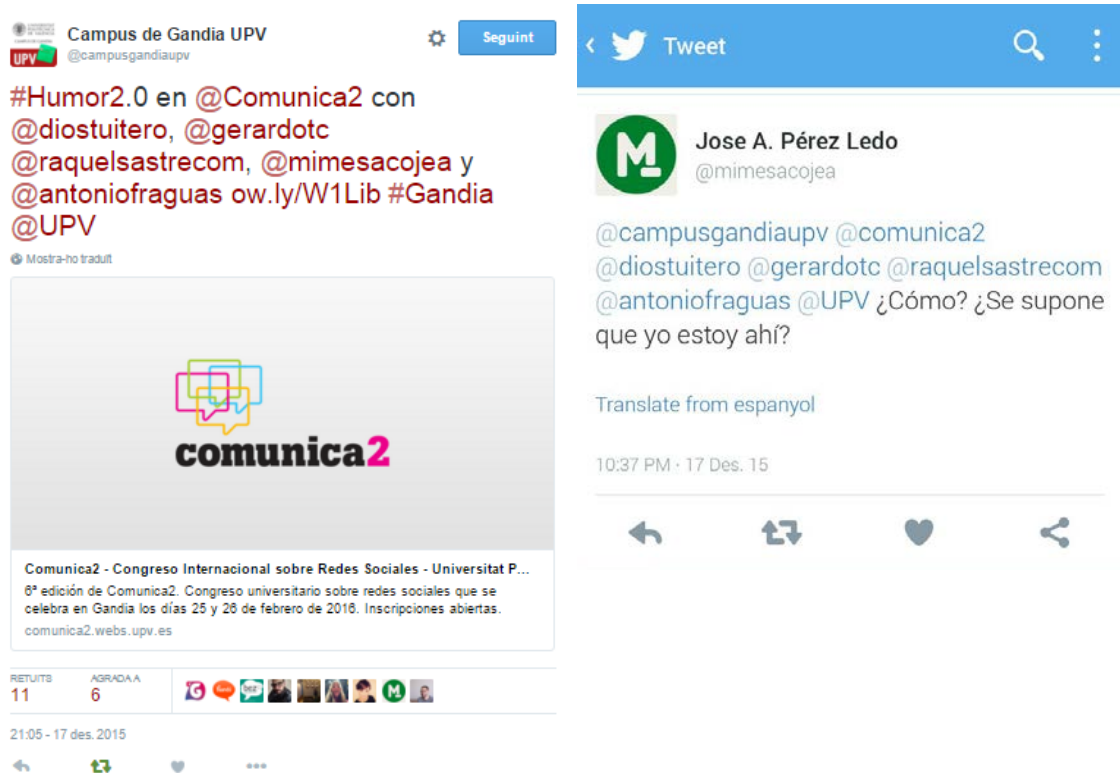 Campus de Gandia UPV
@campusgandiaupv
Seguint
UPV
#Humor2.0 en @Comunica2 con
@diostuitero, @gerardotc
@raquelsastrecom, @mimesacojea y
@antoniofraguas ow.ly/W1Lib #Gandia
@UPV
Mostra-ho traduït
comunica2
Comunica2 - Congreso Internacional sobre Redes Sociales - Universitat P...
6ª edición de Comunica2. Congreso universitario sobre redes sociales que se
celebra en Gandia los días 25 y 26 de febrero de 2016. Inscripciones abiertas.
comunica2.webs.upv.es
RETUITS
11
AGRADA A
6
21:05 - 17 des. 2015
Tweet
M
Jose A. Pérez Ledo
@mimesacojea
@campusgandiaupv @comunica2
@diostuitero @gerardotc @raquelsastrecom
@antoniofraguas @UPV ¿Cómo? ¿Se supone
que yo estoy ahí?
Translate from espanyol
10:37 PM · 17 Des. 15